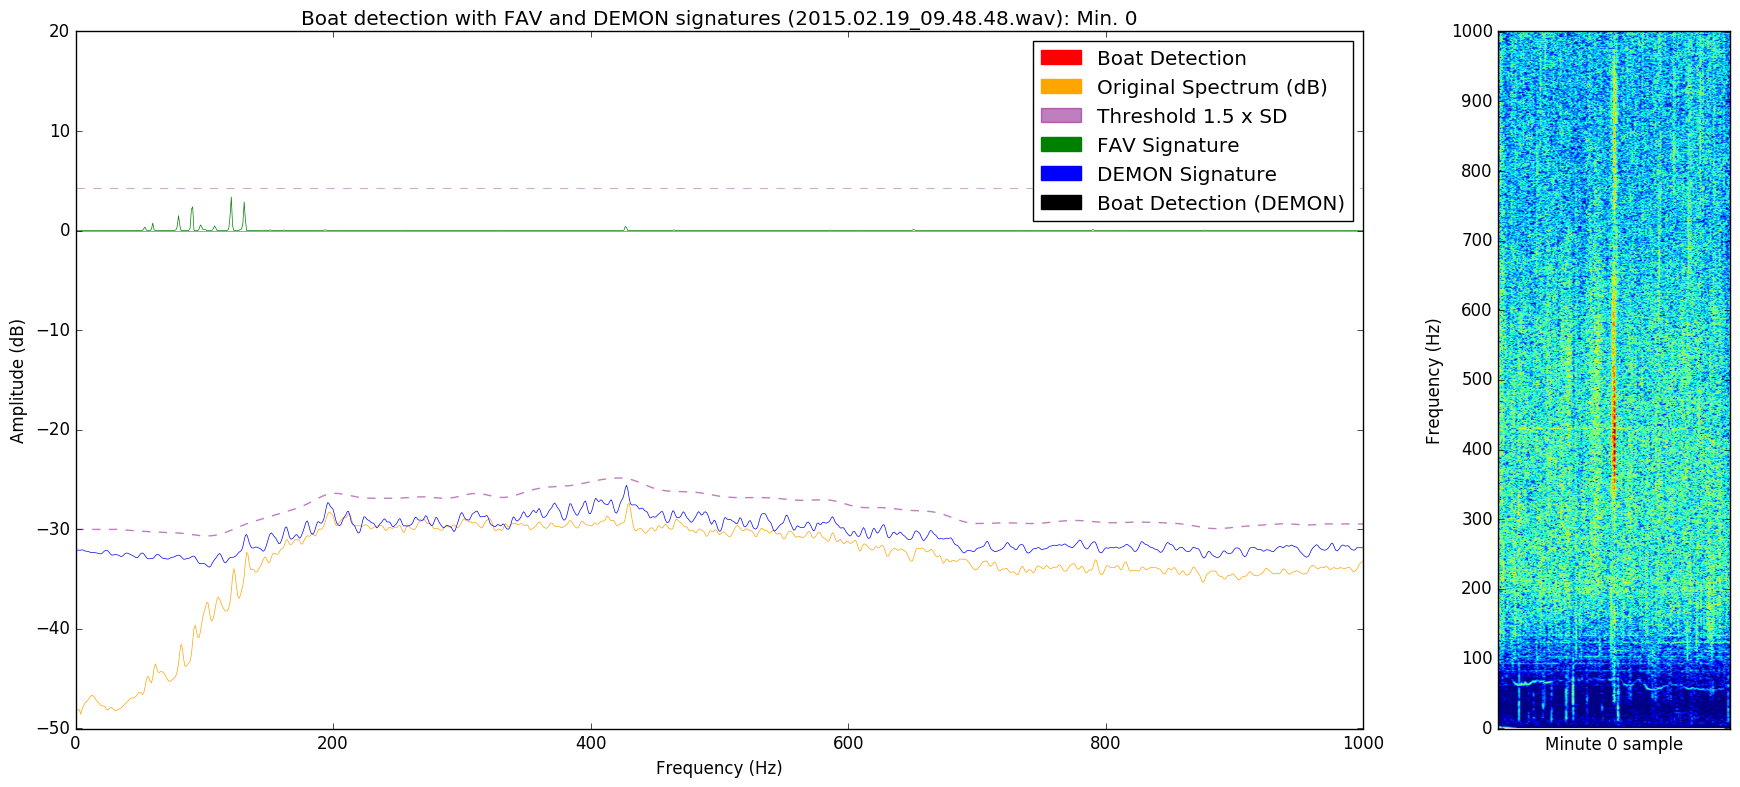 Boat detection with FAV and DEMON signatures (2015.02.19_09.48.48.wav): Min. 0
Amplitude (dB)
20
10
0
−10
−20
−30
−40
−50
0
200
400
600
800
1000
Frequency (Hz)
Boat Detection
Original Spectrum (dB)
Threshold 1.5 x SD
FAV Signature
DEMON Signature
Boat Detection (DEMON)
Frequency (Hz)
1000
900
800
700
600
500
400
300
200
100
0
Minute 0 sample